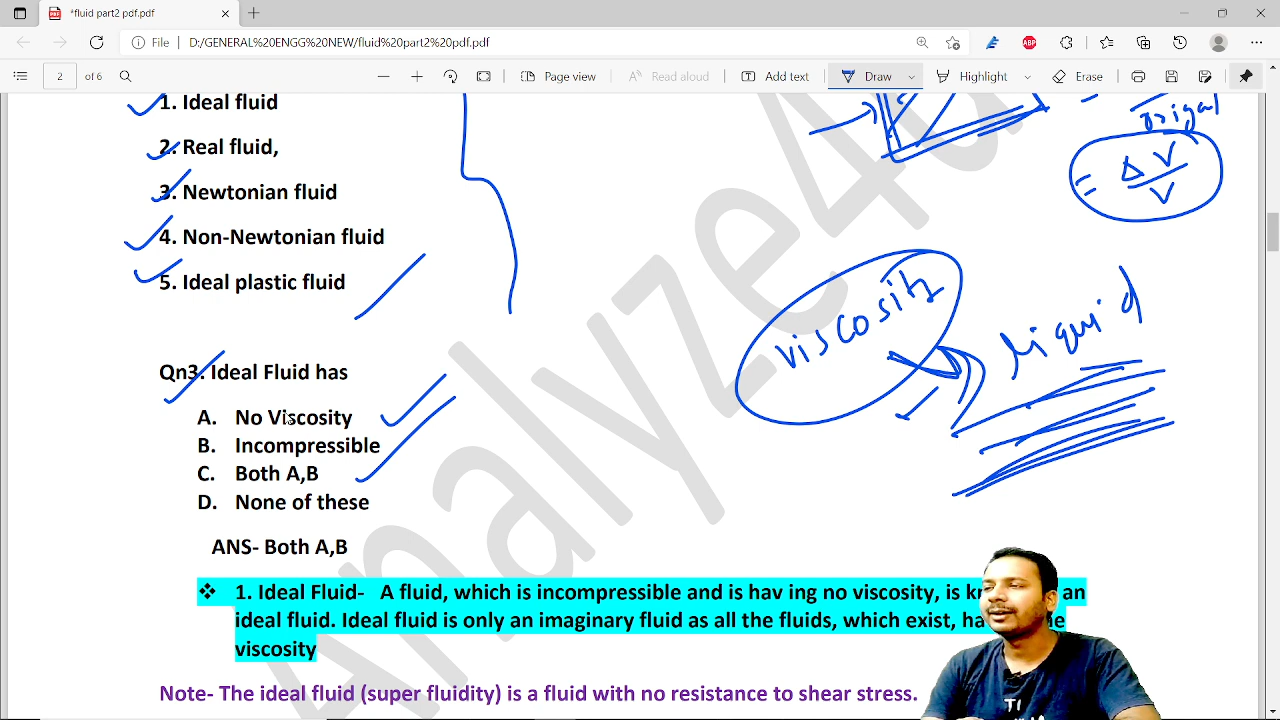 *fluid part2 pdf.pdf
File | D:/GENERAL%20ENGG%20NEW/fluid%20part2%20pdf.pdf
ABP
2 of 6 Page view Read aloud Add text Draw Highlight Erase
1. Ideal fluid
2. Real fluid,
3. Newtonian fluid
4. Non-Newtonian fluid
5. Ideal plastic fluid
= ΔV/V
viscosity
liquid
Qn3. Ideal Fluid has
A. No Viscosity
B. Incompressible
C. Both A,B
D. None of these
ANS- Both A,B
❖ 1. Ideal Fluid- A fluid, which is incompressible and is hav ing no viscosity, is an
ideal fluid. Ideal fluid is only an imaginary fluid as all the fluids, which exist,
viscosity
Note- The ideal fluid (super fluidity) is a fluid with no resistance to shear stress.